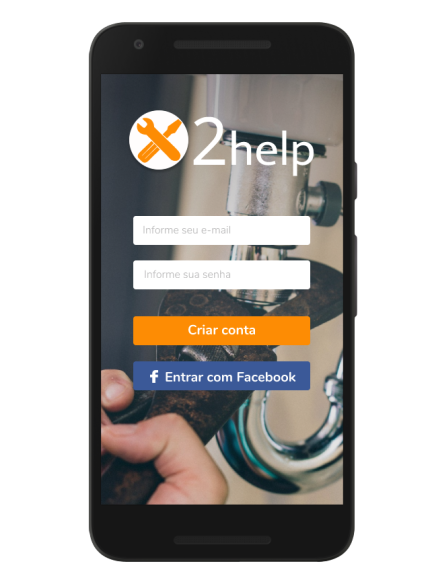 2help
Informe seu e-mail
Informe sua senha
Criar conta
f Entrar com Facebook